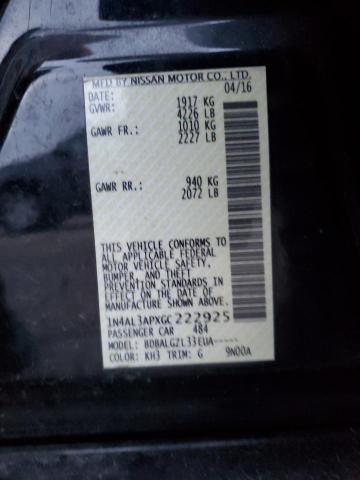 MFD BY NISSAN MOTOR CO., LTD.
DATE: 04/16
GVWR: 1917 KG
4226 LB
GAWR FR.: 1010 KG
2227 LB
GAWR RR.: 940 KG
2072 LB
THIS VEHICLE CONFORMS TO
ALL APPLICABLE FEDERAL
MOTOR VEHICLE SAFETY,
BUMPER, AND THEFT
PREVENTION STANDARDS IN
EFFECT ON THE DATE OF
MANUFACTURE SHOWN ABOVE.
1N4AL3APXGC222925
PASSENGER CAR 484
MODEL: BDBALGZL33EUA-----
COLOR: KH3 TRIM: G 9N00A